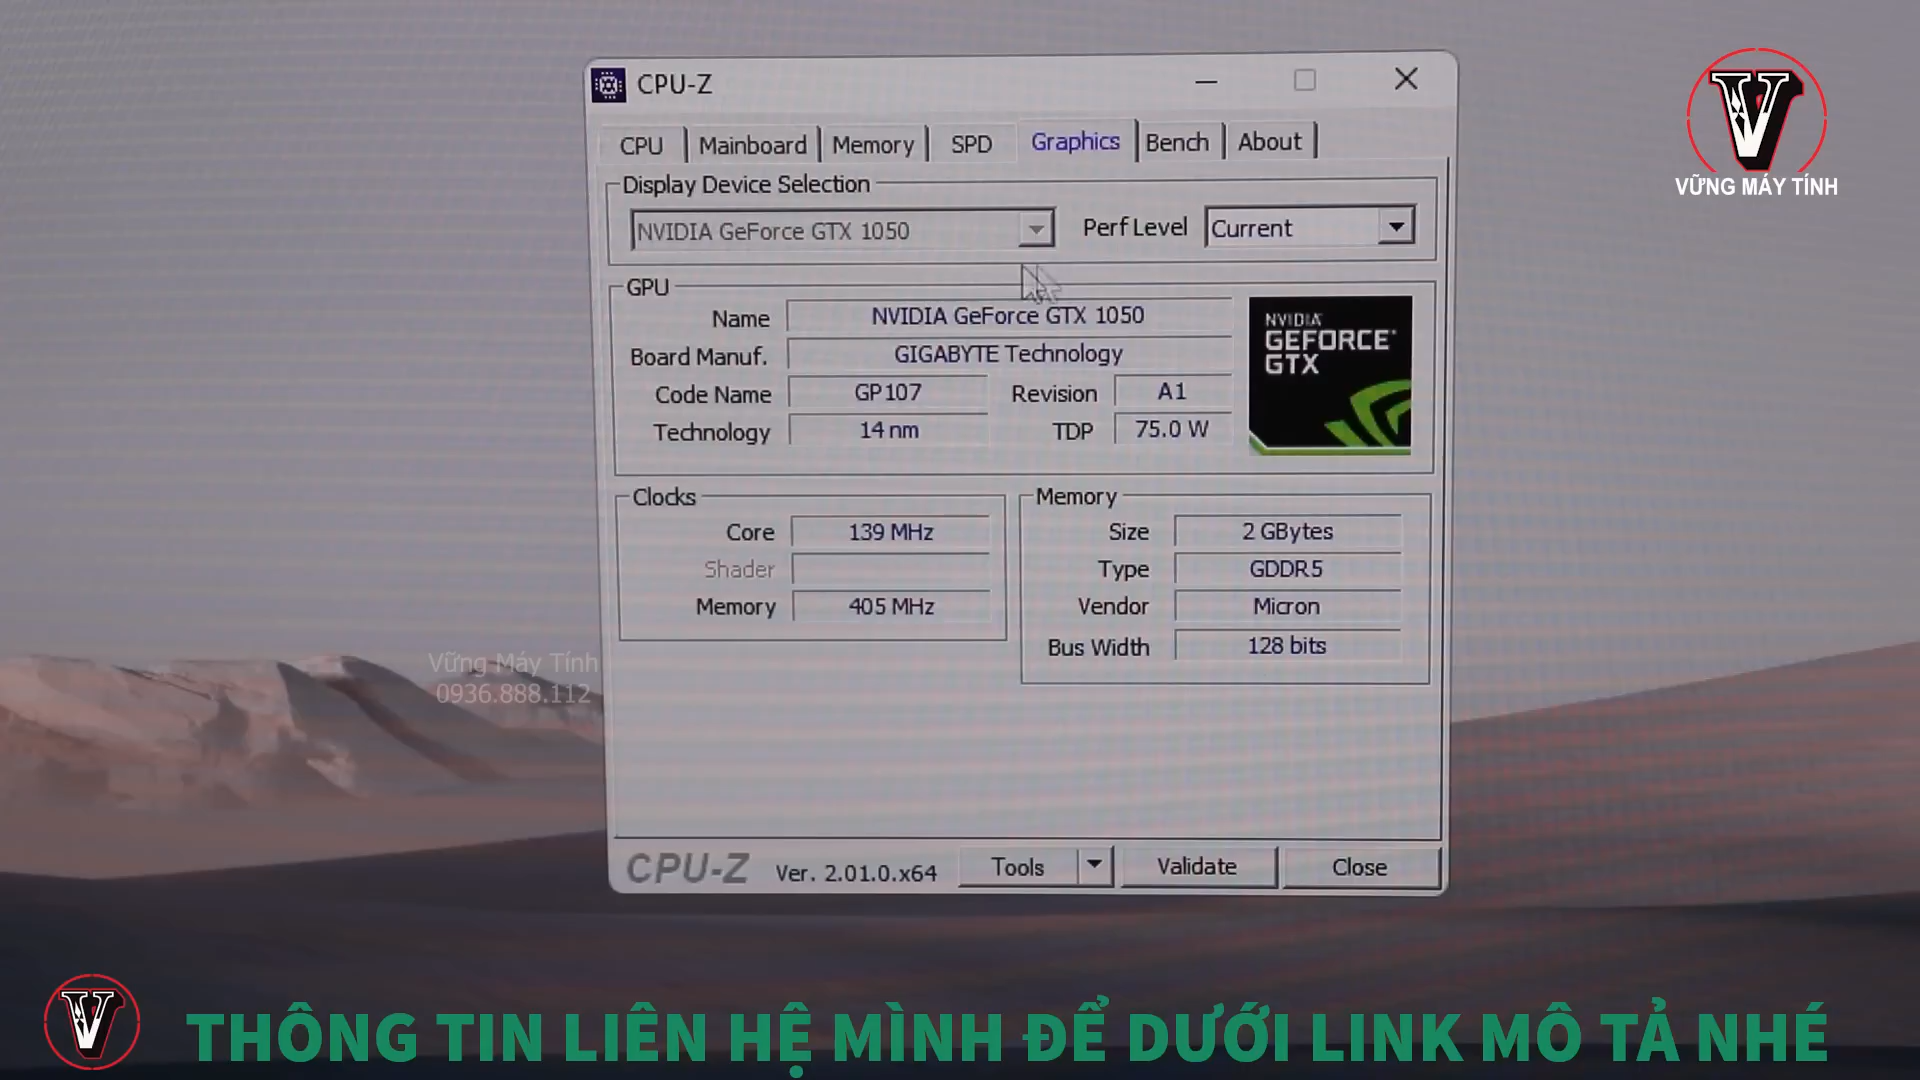 CPU-Z
CPU Mainboard Memory SPD Graphics Bench About
Display Device Selection
NVIDIA GeForce GTX 1050 Perf Level Current
GPU
Name NVIDIA GeForce GTX 1050
Board Manuf. GIGABYTE Technology
Code Name GP107 Revision A1
Technology 14 nm TDP 75.0 W
NVIDIA
GEFORCE
GTX
Clocks
Core 139 MHz
Shader
Memory 405 MHz
Memory
Size 2 GBytes
Type GDDR5
Vendor Micron
Bus Width 128 bits
CPU-Z Ver. 2.01.0.x64 Tools Validate Close
V
VỮNG MÁY TÍNH
Vững Máy Tính
0936.888.112
V
THÔNG TIN LIÊN HỆ MÌNH ĐỂ DƯỚI LINK MÔ TẢ NHÉ